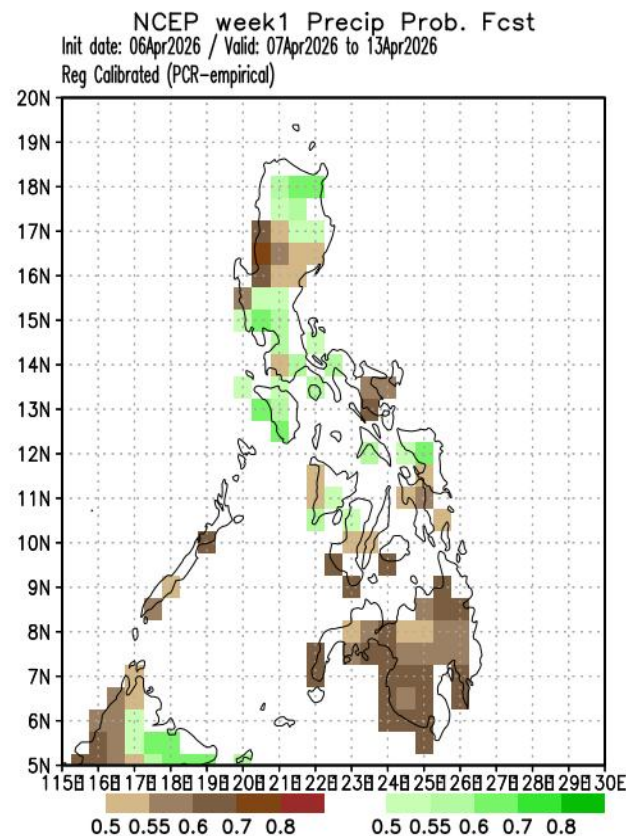 NCEP week1 Precip Prob. Fcst
Init date: 06Apr2026 / Valid: 07Apr2026 to 13Apr2026
Reg Calibrated (PCR-empirical)
20N
19N
18N
17N
16N
15N
14N
13N
12N
11N
10N
9N
8N
7N
6N
5N
115E 116E 117E 118E 119E 120E 121E 122E 123E 124E 125E 126E 127E 128E 129E 130E
0.5 0.55 0.6 0.7 0.8 0.5 0.55 0.6 0.7 0.8